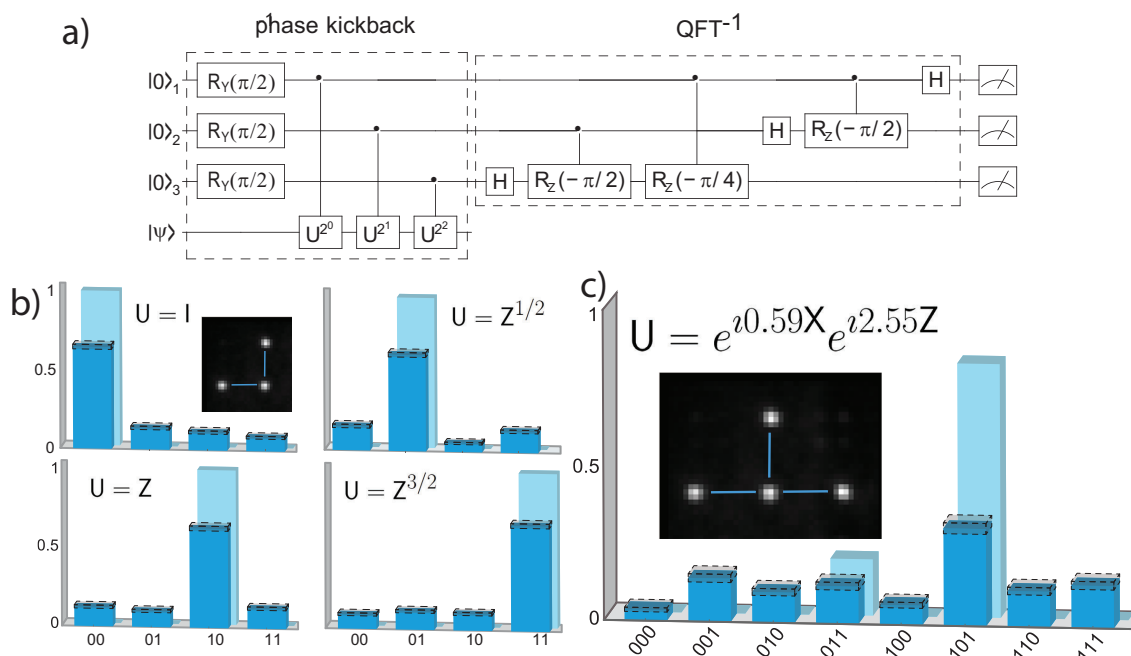 a)
phase kickback
QFT⁻¹
|0⟩₁ R_Y(π/2) H
|0⟩₂ R_Y(π/2) H R_Z(−π/2)
|0⟩₃ R_Y(π/2) H R_Z(−π/2) R_Z(−π/4)
|ψ⟩ U^{2^0} U^{2^1} U^{2^2}
b)
1
0.5
0
U = I
U = Z^{1/2}
1
0.5
0
U = Z
U = Z^{3/2}
00 01 10 11
00 01 10 11
c)
1
0.5
0
U = e^{ı0.59X}e^{ı2.55Z}
000 001 010 011 100 101 110 111